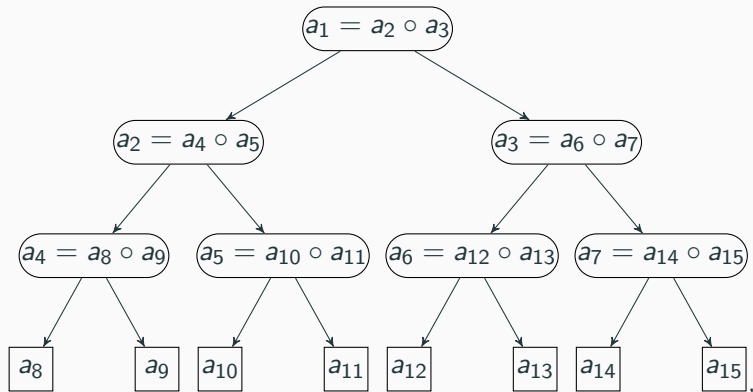 a₁ = a₂ ∘ a₃
a₂ = a₄ ∘ a₅ a₃ = a₆ ∘ a₇
a₄ = a₈ ∘ a₉ a₅ = a₁₀ ∘ a₁₁ a₆ = a₁₂ ∘ a₁₃ a₇ = a₁₄ ∘ a₁₅
a₈ a₉ a₁₀ a₁₁ a₁₂ a₁₃ a₁₄ a₁₅ .